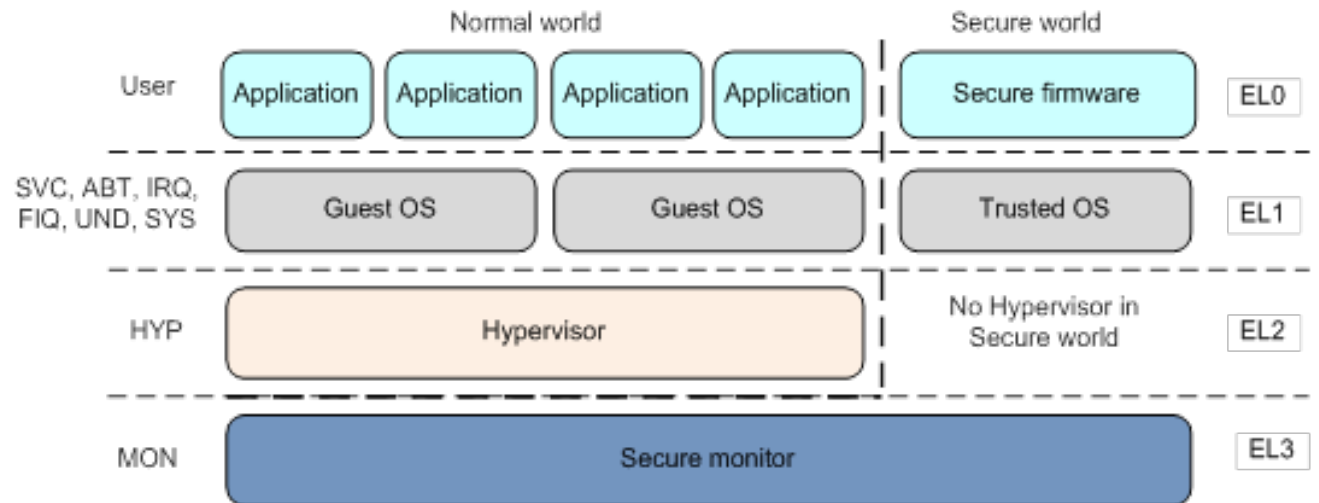 Normal world
Secure world
User
Application
Application
Application
Application
Secure firmware
EL0
SVC, ABT, IRQ,
FIQ, UND, SYS
Guest OS
Guest OS
Trusted OS
EL1
HYP
Hypervisor
No Hypervisor in
Secure world
EL2
MON
Secure monitor
EL3